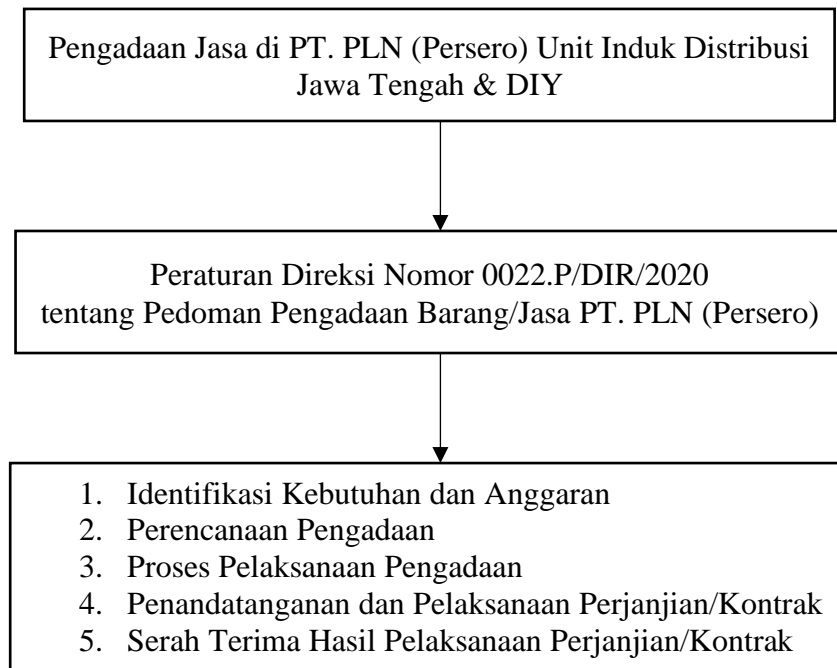 Pengadaan Jasa di PT. PLN (Persero) Unit Induk Distribusi
Jawa Tengah & DIY
Peraturan Direksi Nomor 0022.P/DIR/2020
tentang Pedoman Pengadaan Barang/Jasa PT. PLN (Persero)
1. Identifikasi Kebutuhan dan Anggaran
2. Perencanaan Pengadaan
3. Proses Pelaksanaan Pengadaan
4. Penandatanganan dan Pelaksanaan Perjanjian/Kontrak
5. Serah Terima Hasil Pelaksanaan Perjanjian/Kontrak